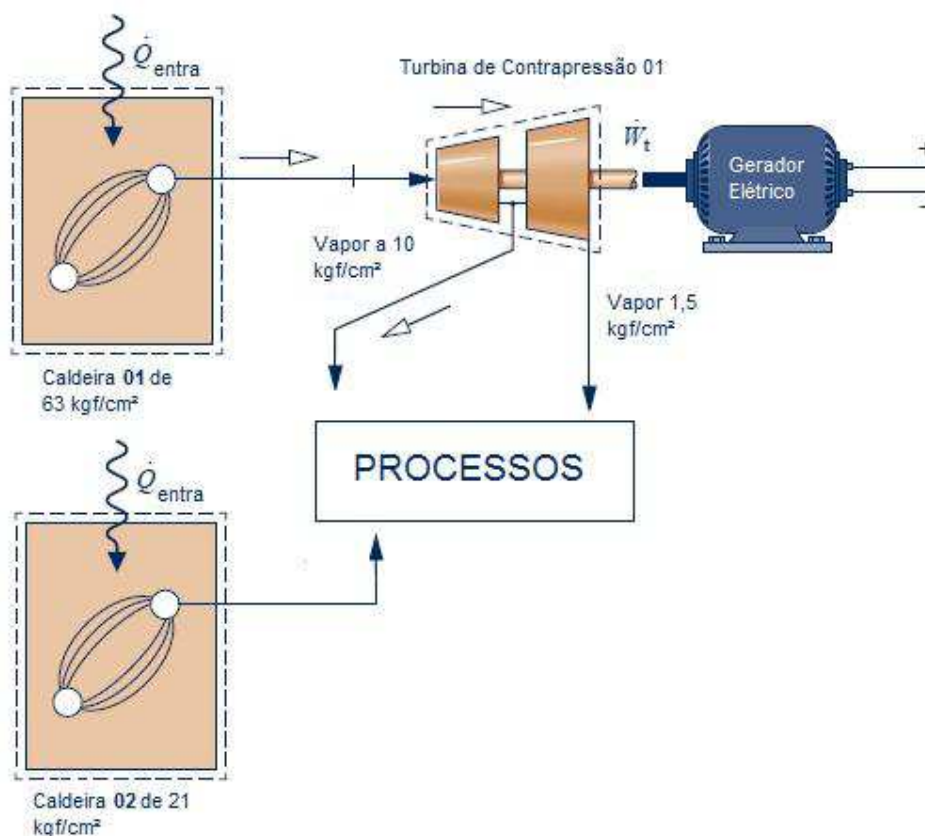 Q̇ entra
Turbina de Contrapressão 01
Ẇt
Gerador
Elétrico
Vapor a 10
kgf/cm²
Vapor 1,5
kgf/cm²
Caldeira 01 de
63 kgf/cm²
PROCESSOS
Q̇ entra
Caldeira 02 de 21
kgf/cm²